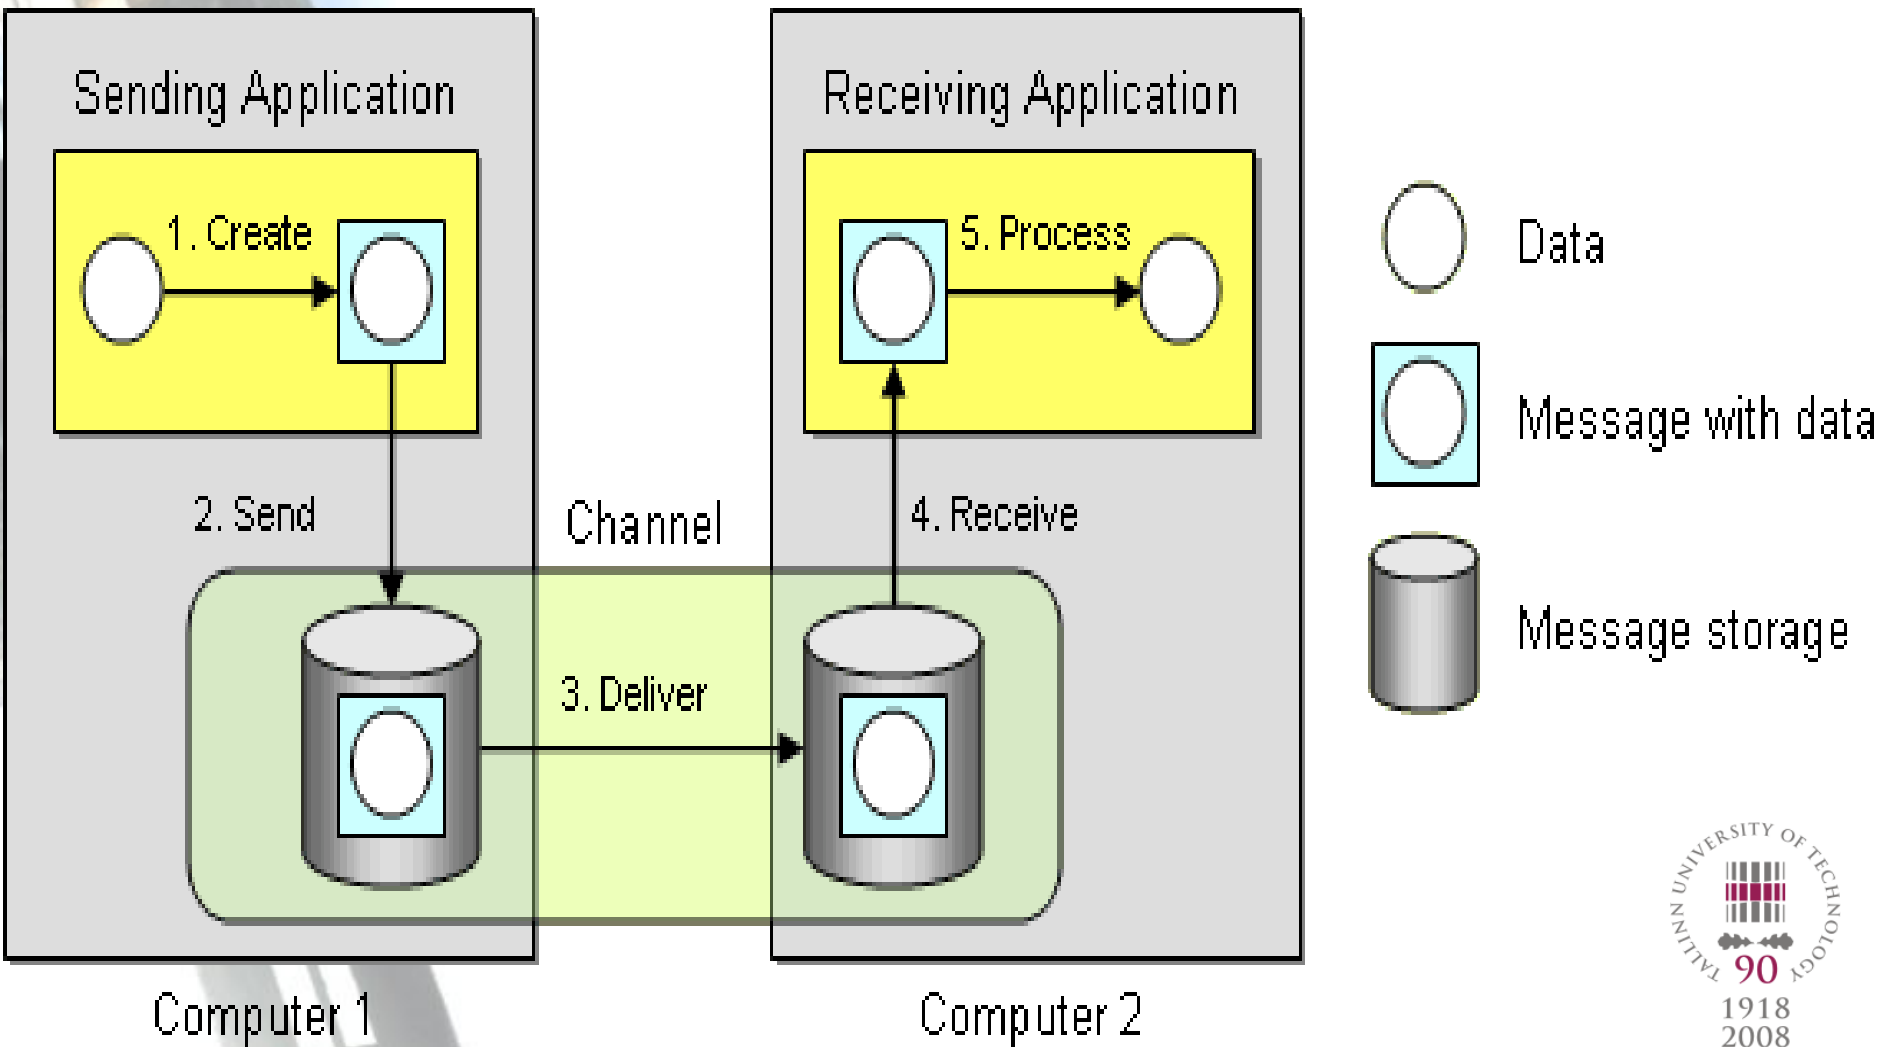 Sending Application
Receiving Application
1. Create
5. Process
Data
Message with data
2. Send
Channel
4. Receive
3. Deliver
Message storage
Computer 1
Computer 2
TALLINN UNIVERSITY OF TECHNOLOGY
90
1918
2008